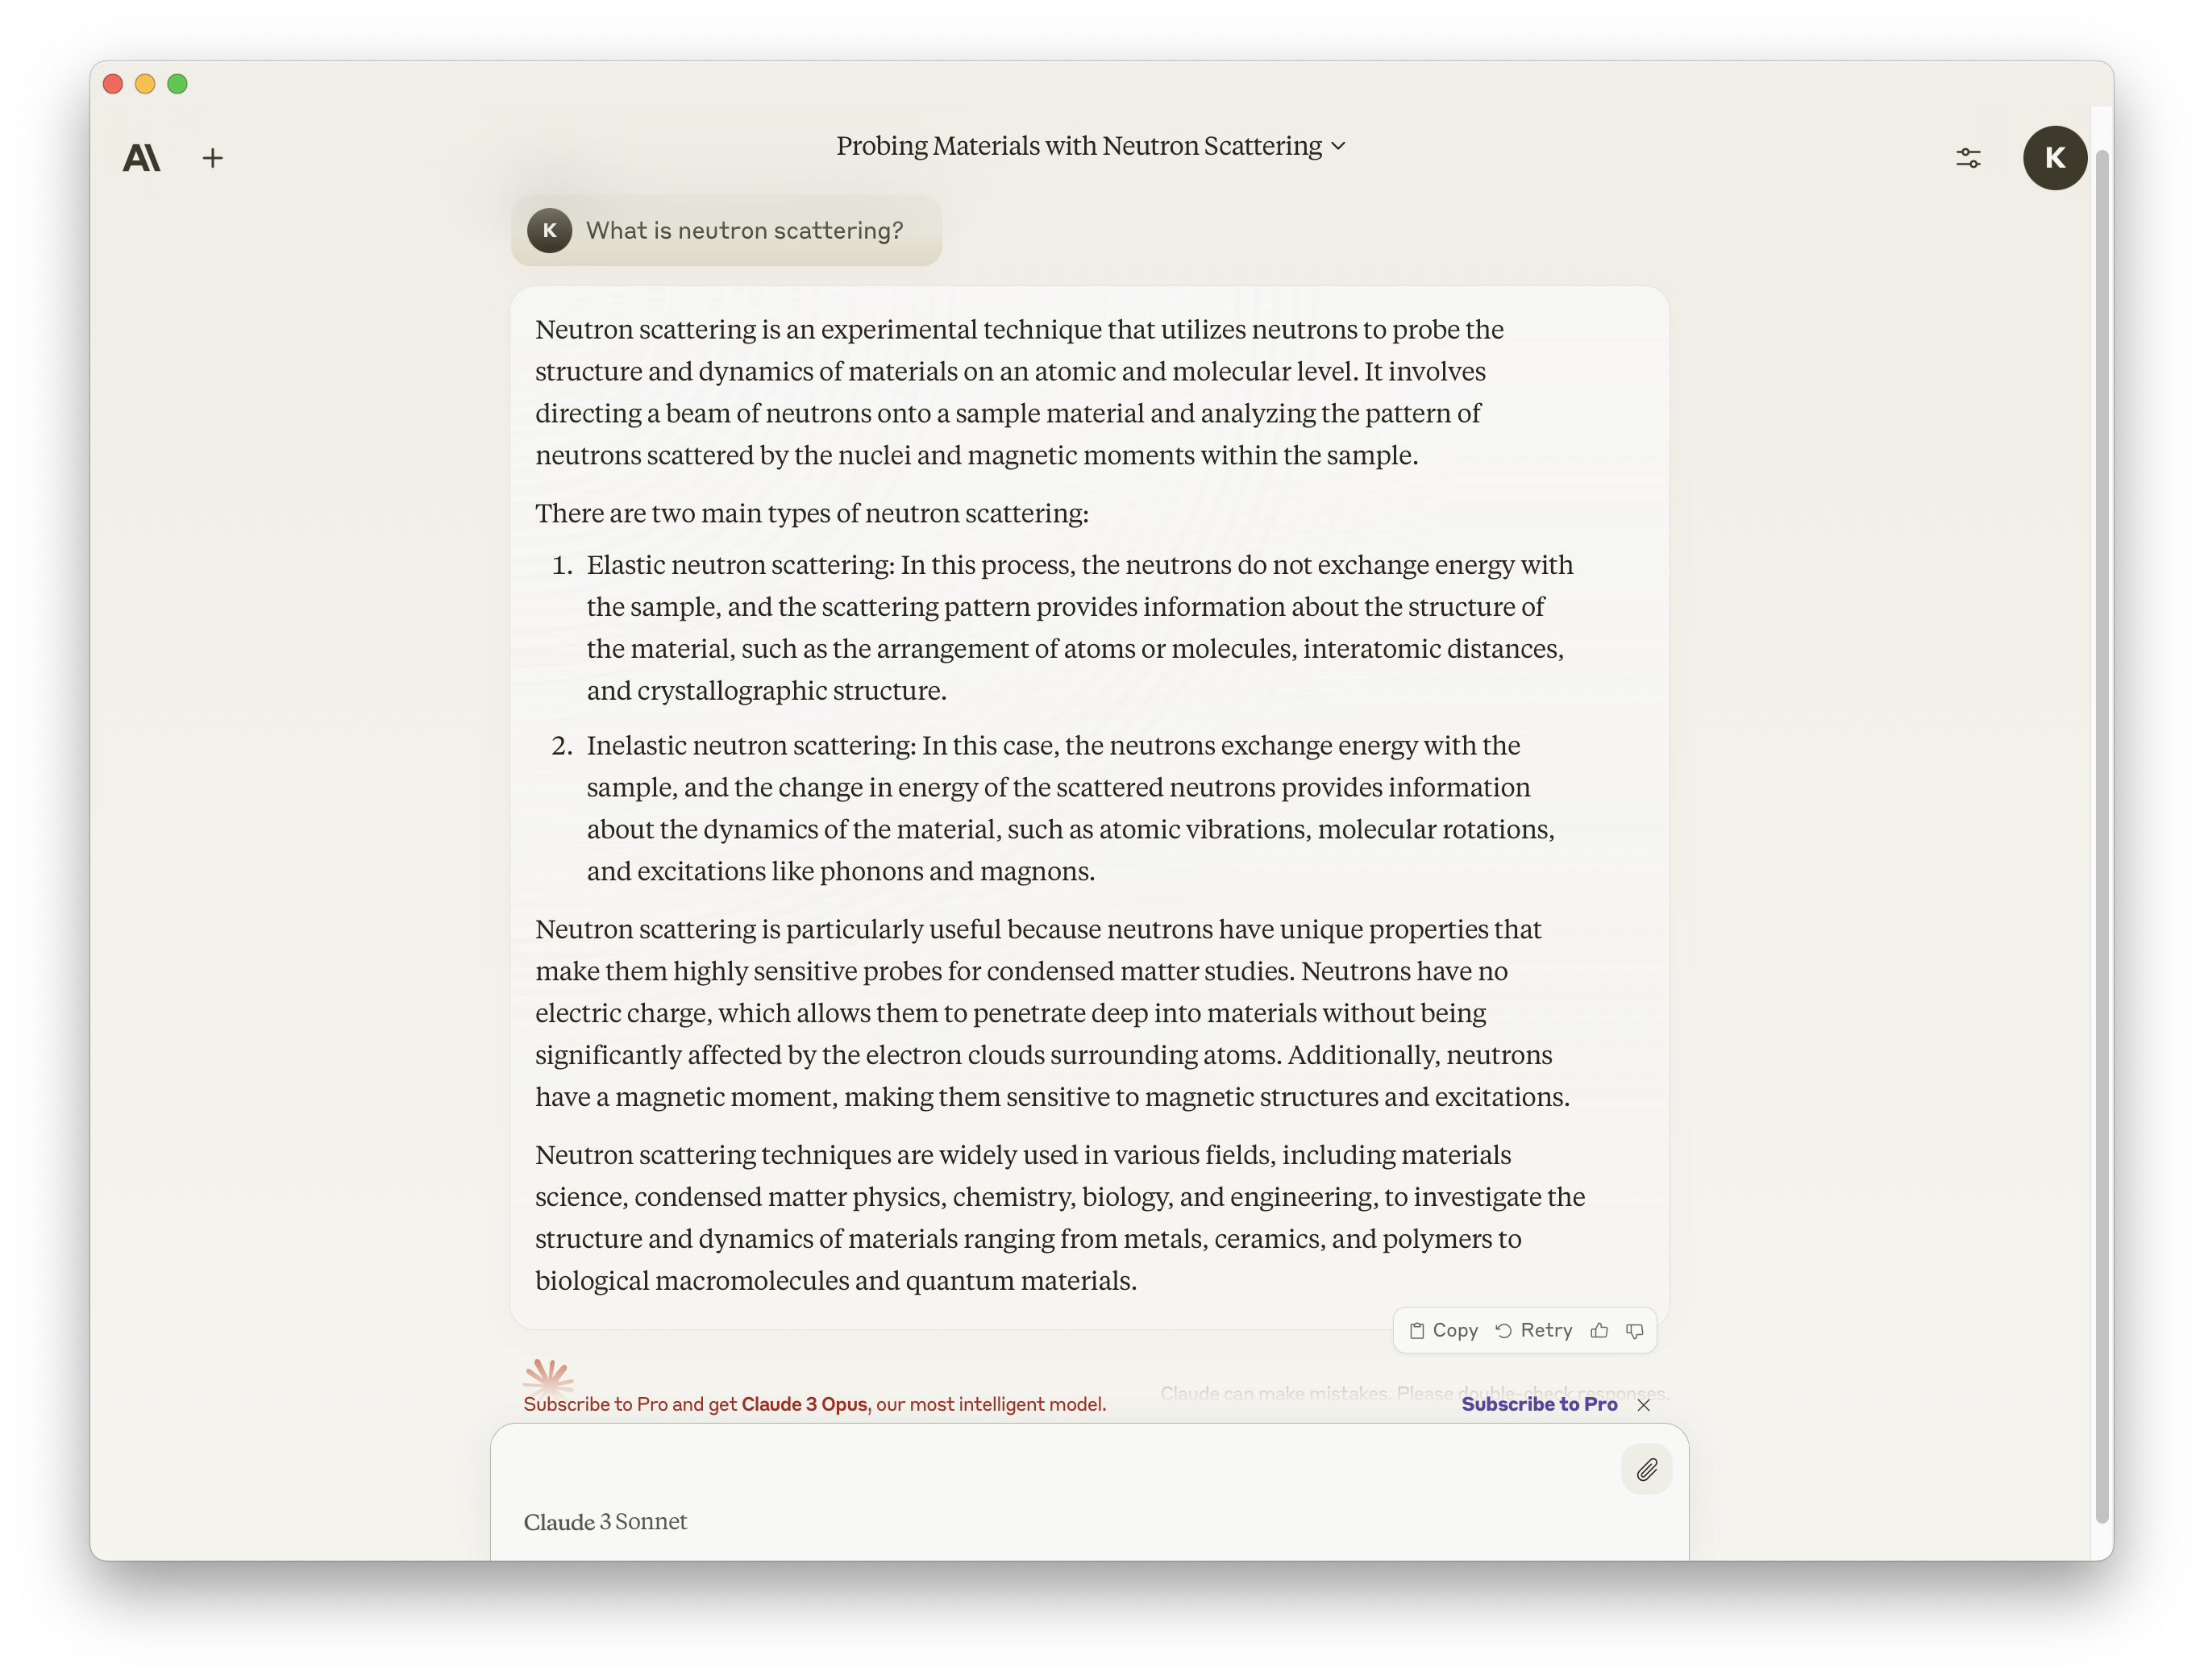 Probing Materials with Neutron Scattering
A\
K
K
What is neutron scattering?
Neutron scattering is an experimental technique that utilizes neutrons to probe the
structure and dynamics of materials on an atomic and molecular level. It involves
directing a beam of neutrons onto a sample material and analyzing the pattern of
neutrons scattered by the nuclei and magnetic moments within the sample.
There are two main types of neutron scattering:
1. Elastic neutron scattering: In this process, the neutrons do not exchange energy with
the sample, and the scattering pattern provides information about the structure of
the material, such as the arrangement of atoms or molecules, interatomic distances,
and crystallographic structure.
2. Inelastic neutron scattering: In this case, the neutrons exchange energy with the
sample, and the change in energy of the scattered neutrons provides information
about the dynamics of the material, such as atomic vibrations, molecular rotations,
and excitations like phonons and magnons.
Neutron scattering is particularly useful because neutrons have unique properties that
make them highly sensitive probes for condensed matter studies. Neutrons have no
electric charge, which allows them to penetrate deep into materials without being
significantly affected by the electron clouds surrounding atoms. Additionally, neutrons
have a magnetic moment, making them sensitive to magnetic structures and excitations.
Neutron scattering techniques are widely used in various fields, including materials
science, condensed matter physics, chemistry, biology, and engineering, to investigate the
structure and dynamics of materials ranging from metals, ceramics, and polymers to
biological macromolecules and quantum materials.
Copy Retry
Claude can make mistakes. Please double-check responses.
Subscribe to Pro and get Claude 3 Opus, our most intelligent model.
Subscribe to Pro
Claude 3 Sonnet